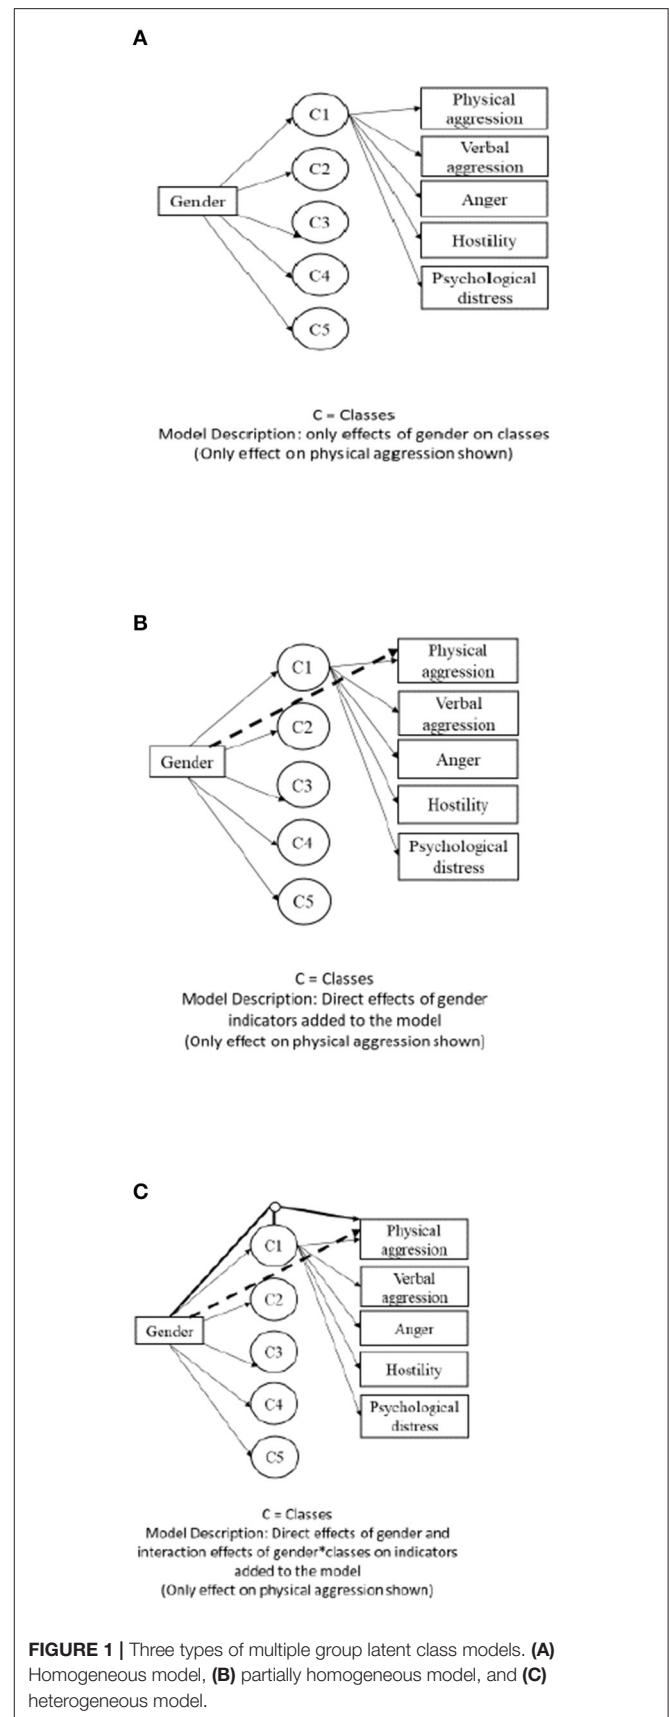 A
C1
Physical
aggression
C2
Verbal
aggression
Gender
Anger
C3
Hostility
C4
Psychological
distress
C5
C = Classes
Model Description: only effects of gender on classes
(Only effect on physical aggression shown)
B
C1
Physical
aggression
C2
Verbal
aggression
Gender
Anger
C3
Hostility
C4
Psychological
distress
C5
C = Classes
Model Description: Direct effects of gender
indicators added to the model
(Only effect on physical aggression shown)
C
C1
Physical
aggression
C2
Verbal
aggression
Gender
Anger
C3
Hostility
C4
Psychological
distress
C5
C = Classes
Model Description: Direct effects of gender and
interaction effects of gender*classes on indicators
added to the model
(Only effect on physical aggression shown)
FIGURE 1 | Three types of multiple group latent class models. (A)
Homogeneous model, (B) partially homogeneous model, and (C)
heterogeneous model.